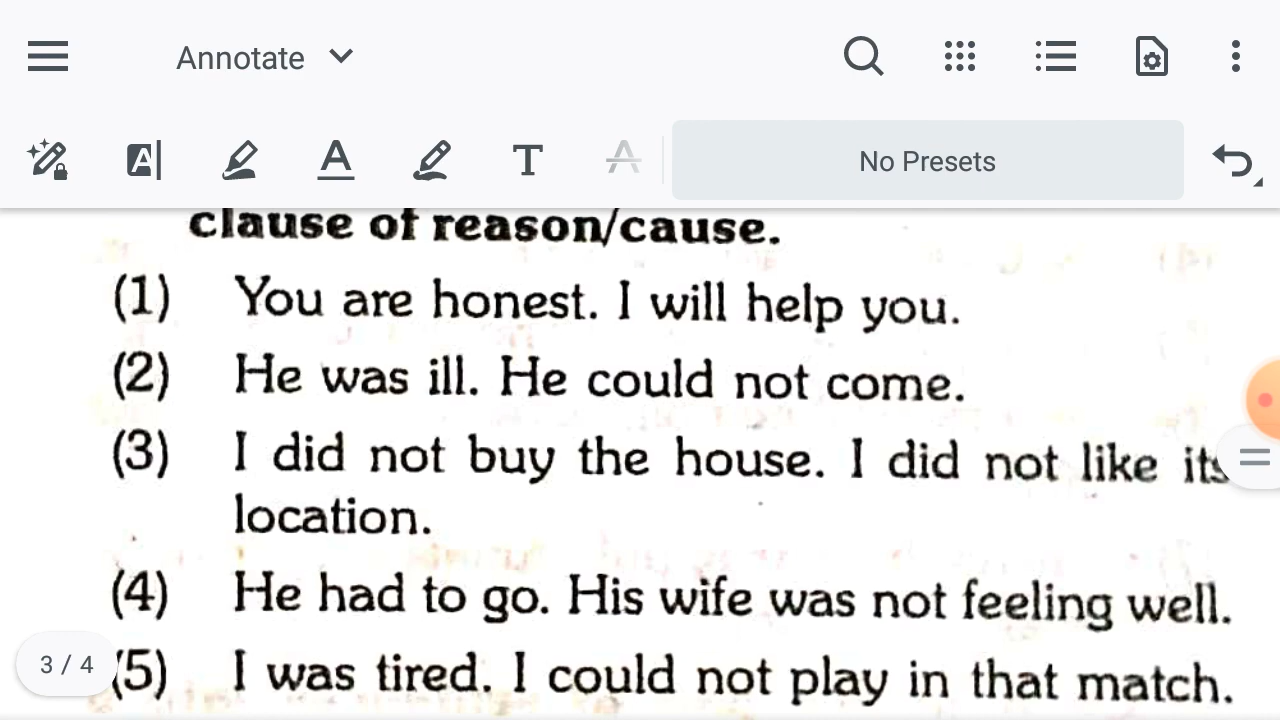 Annotate
No Presets
clause of reason/cause.
(1) You are honest. I will help you.
(2) He was ill. He could not come.
(3) I did not buy the house. I did not like its
location.
(4) He had to go. His wife was not feeling well.
(5) I was tired. I could not play in that match.
3 / 4